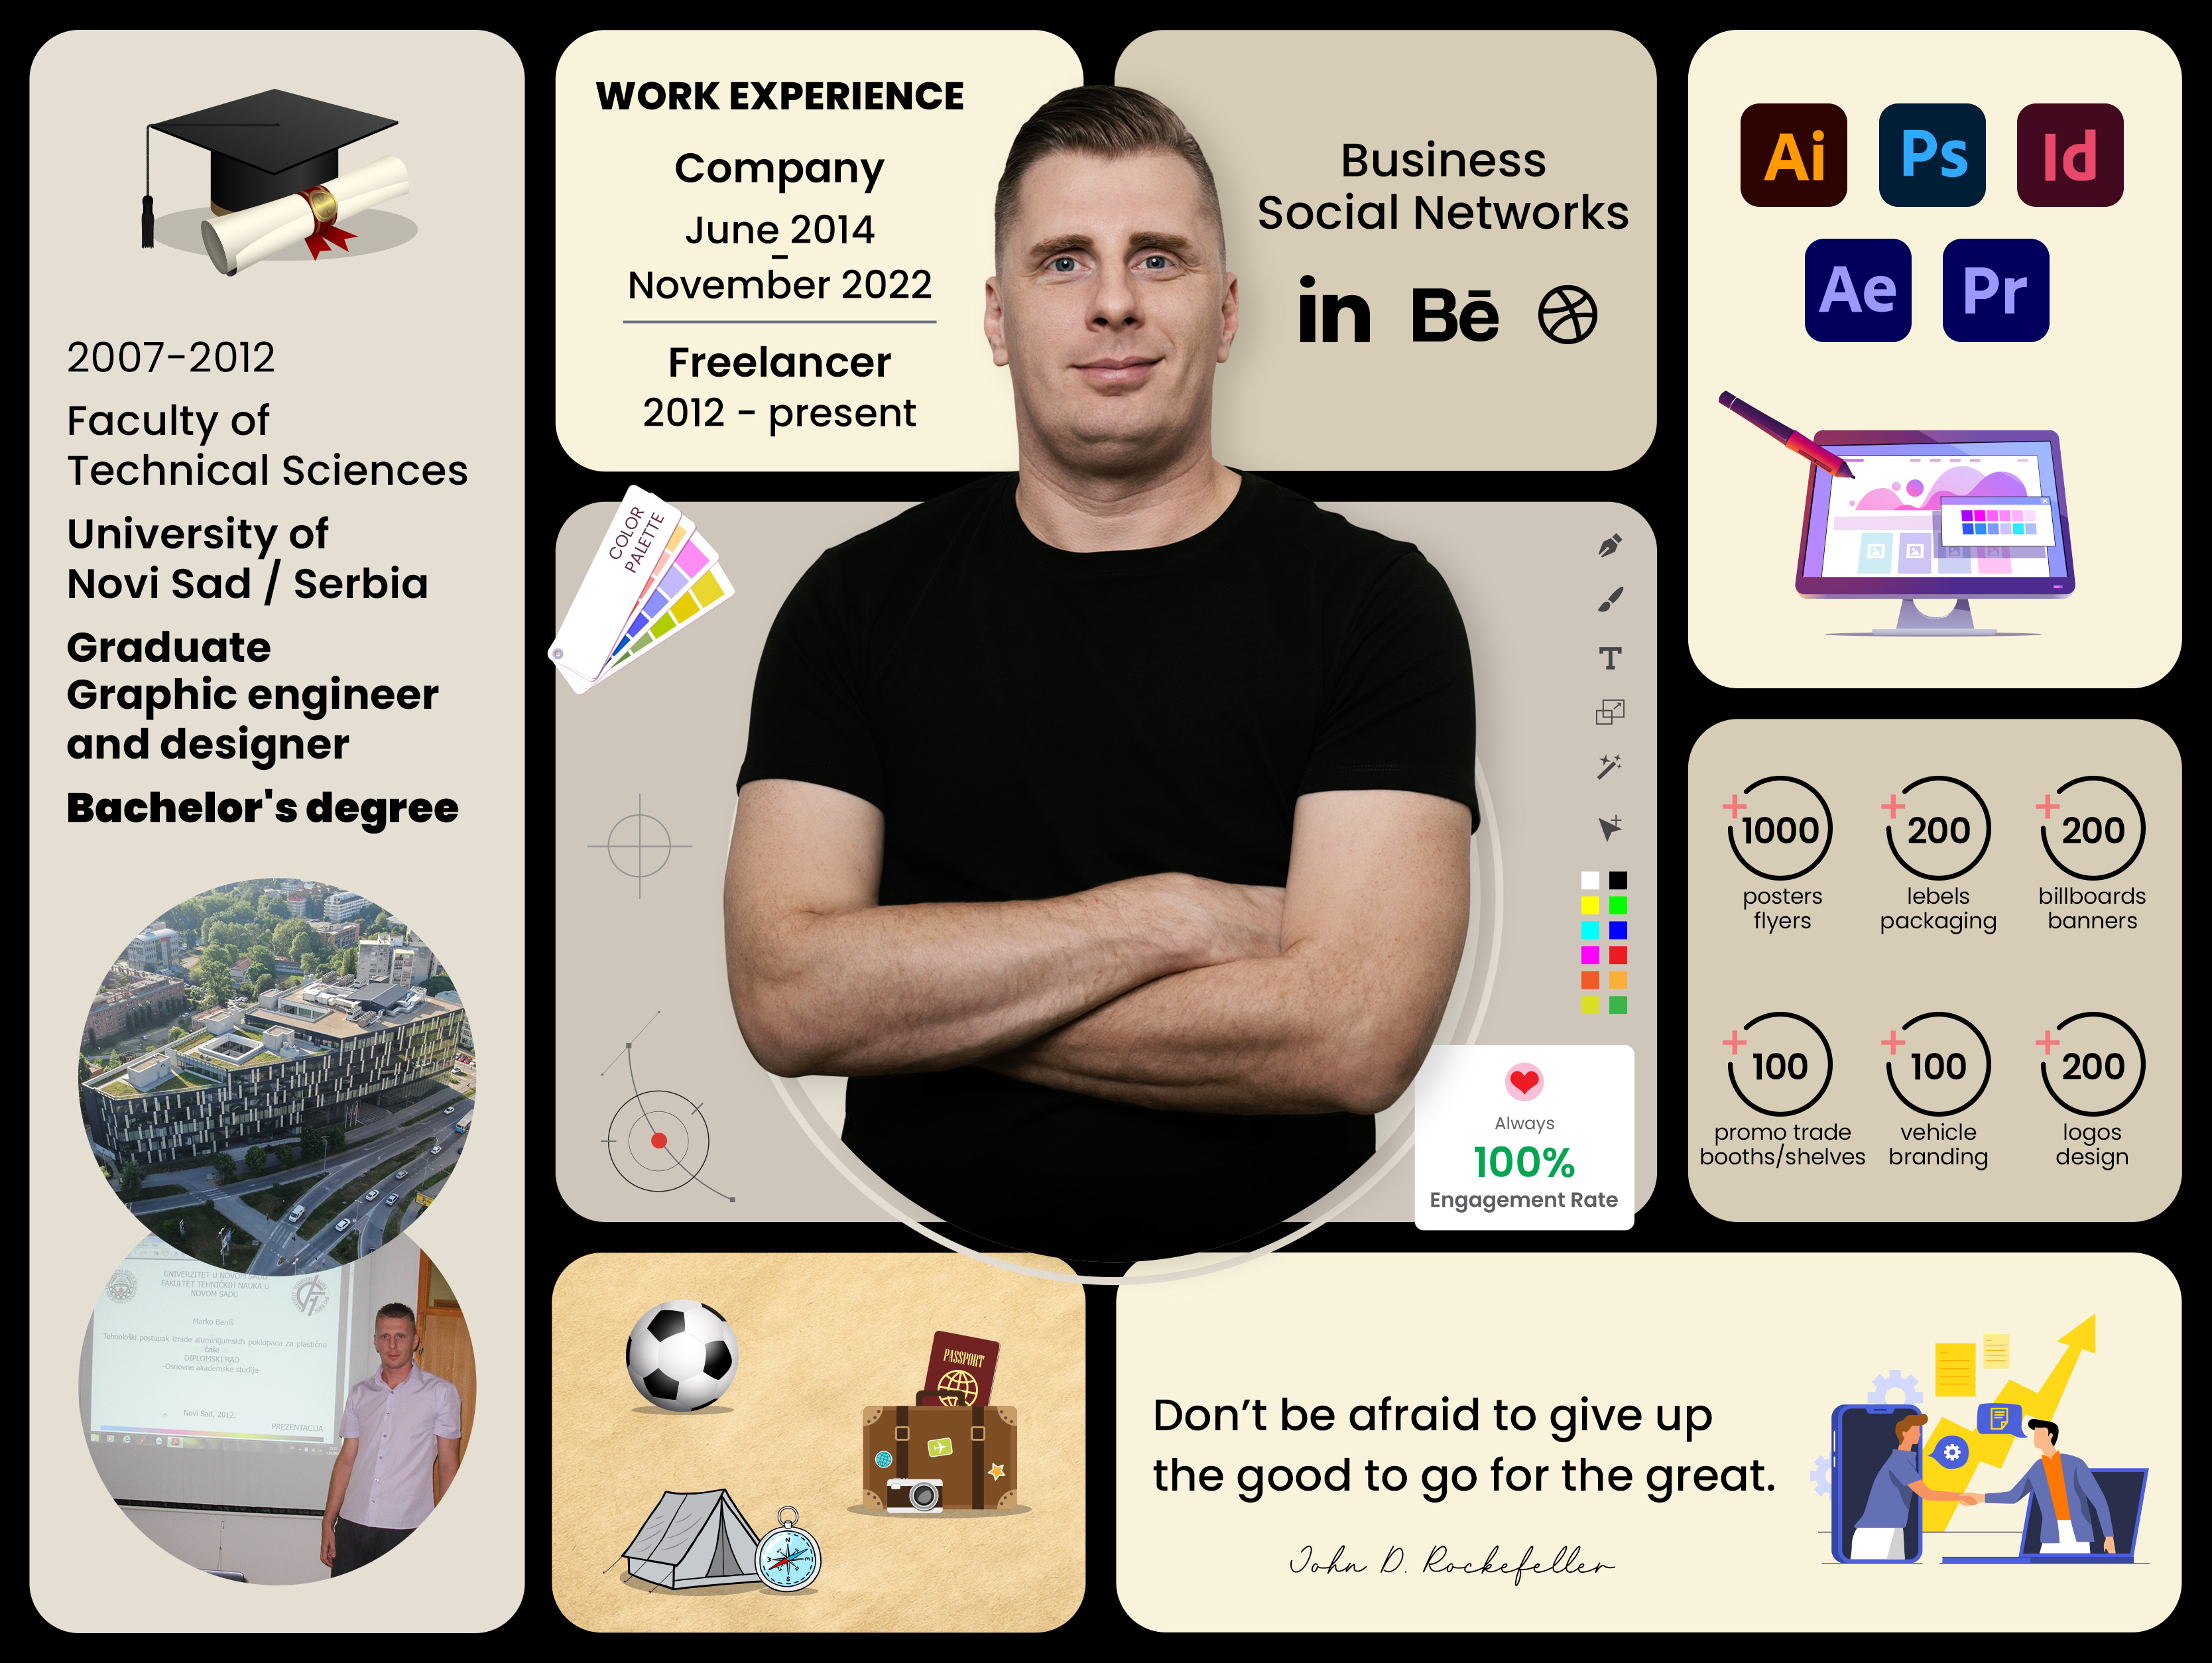 2007-2012
Faculty of
Technical Sciences
University of
Novi Sad / Serbia
Graduate
Graphic engineer
and designer
Bachelor's degree
UNIVERZITET U NOVOM SADU
FAKULTET TEHNIČKIH NAUKA U
NOVOM SADU
Marko Beniš
Tehnološki postupak izrade aluminijumskih poklopaca za plastične
čaše
DIPLOMSKI RAD
-Osnovne akademske studije-
Novi Sad, 2012.
PREZENTACIJA
WORK EXPERIENCE
Company
June 2014
–
November 2022
Freelancer
2012 - present
Business
Social Networks
in Bē
COLOR
PALETTE
T
Always
100%
Engagement Rate
Ai Ps Id
Ae Pr
+1000
posters
flyers
+200
lebels
packaging
+200
billboards
banners
+100
promo trade
booths/shelves
+100
vehicle
branding
+200
logos
design
PASSPORT
N
E
S
W
Don’t be afraid to give up
the good to go for the great.
John D. Rockefeller